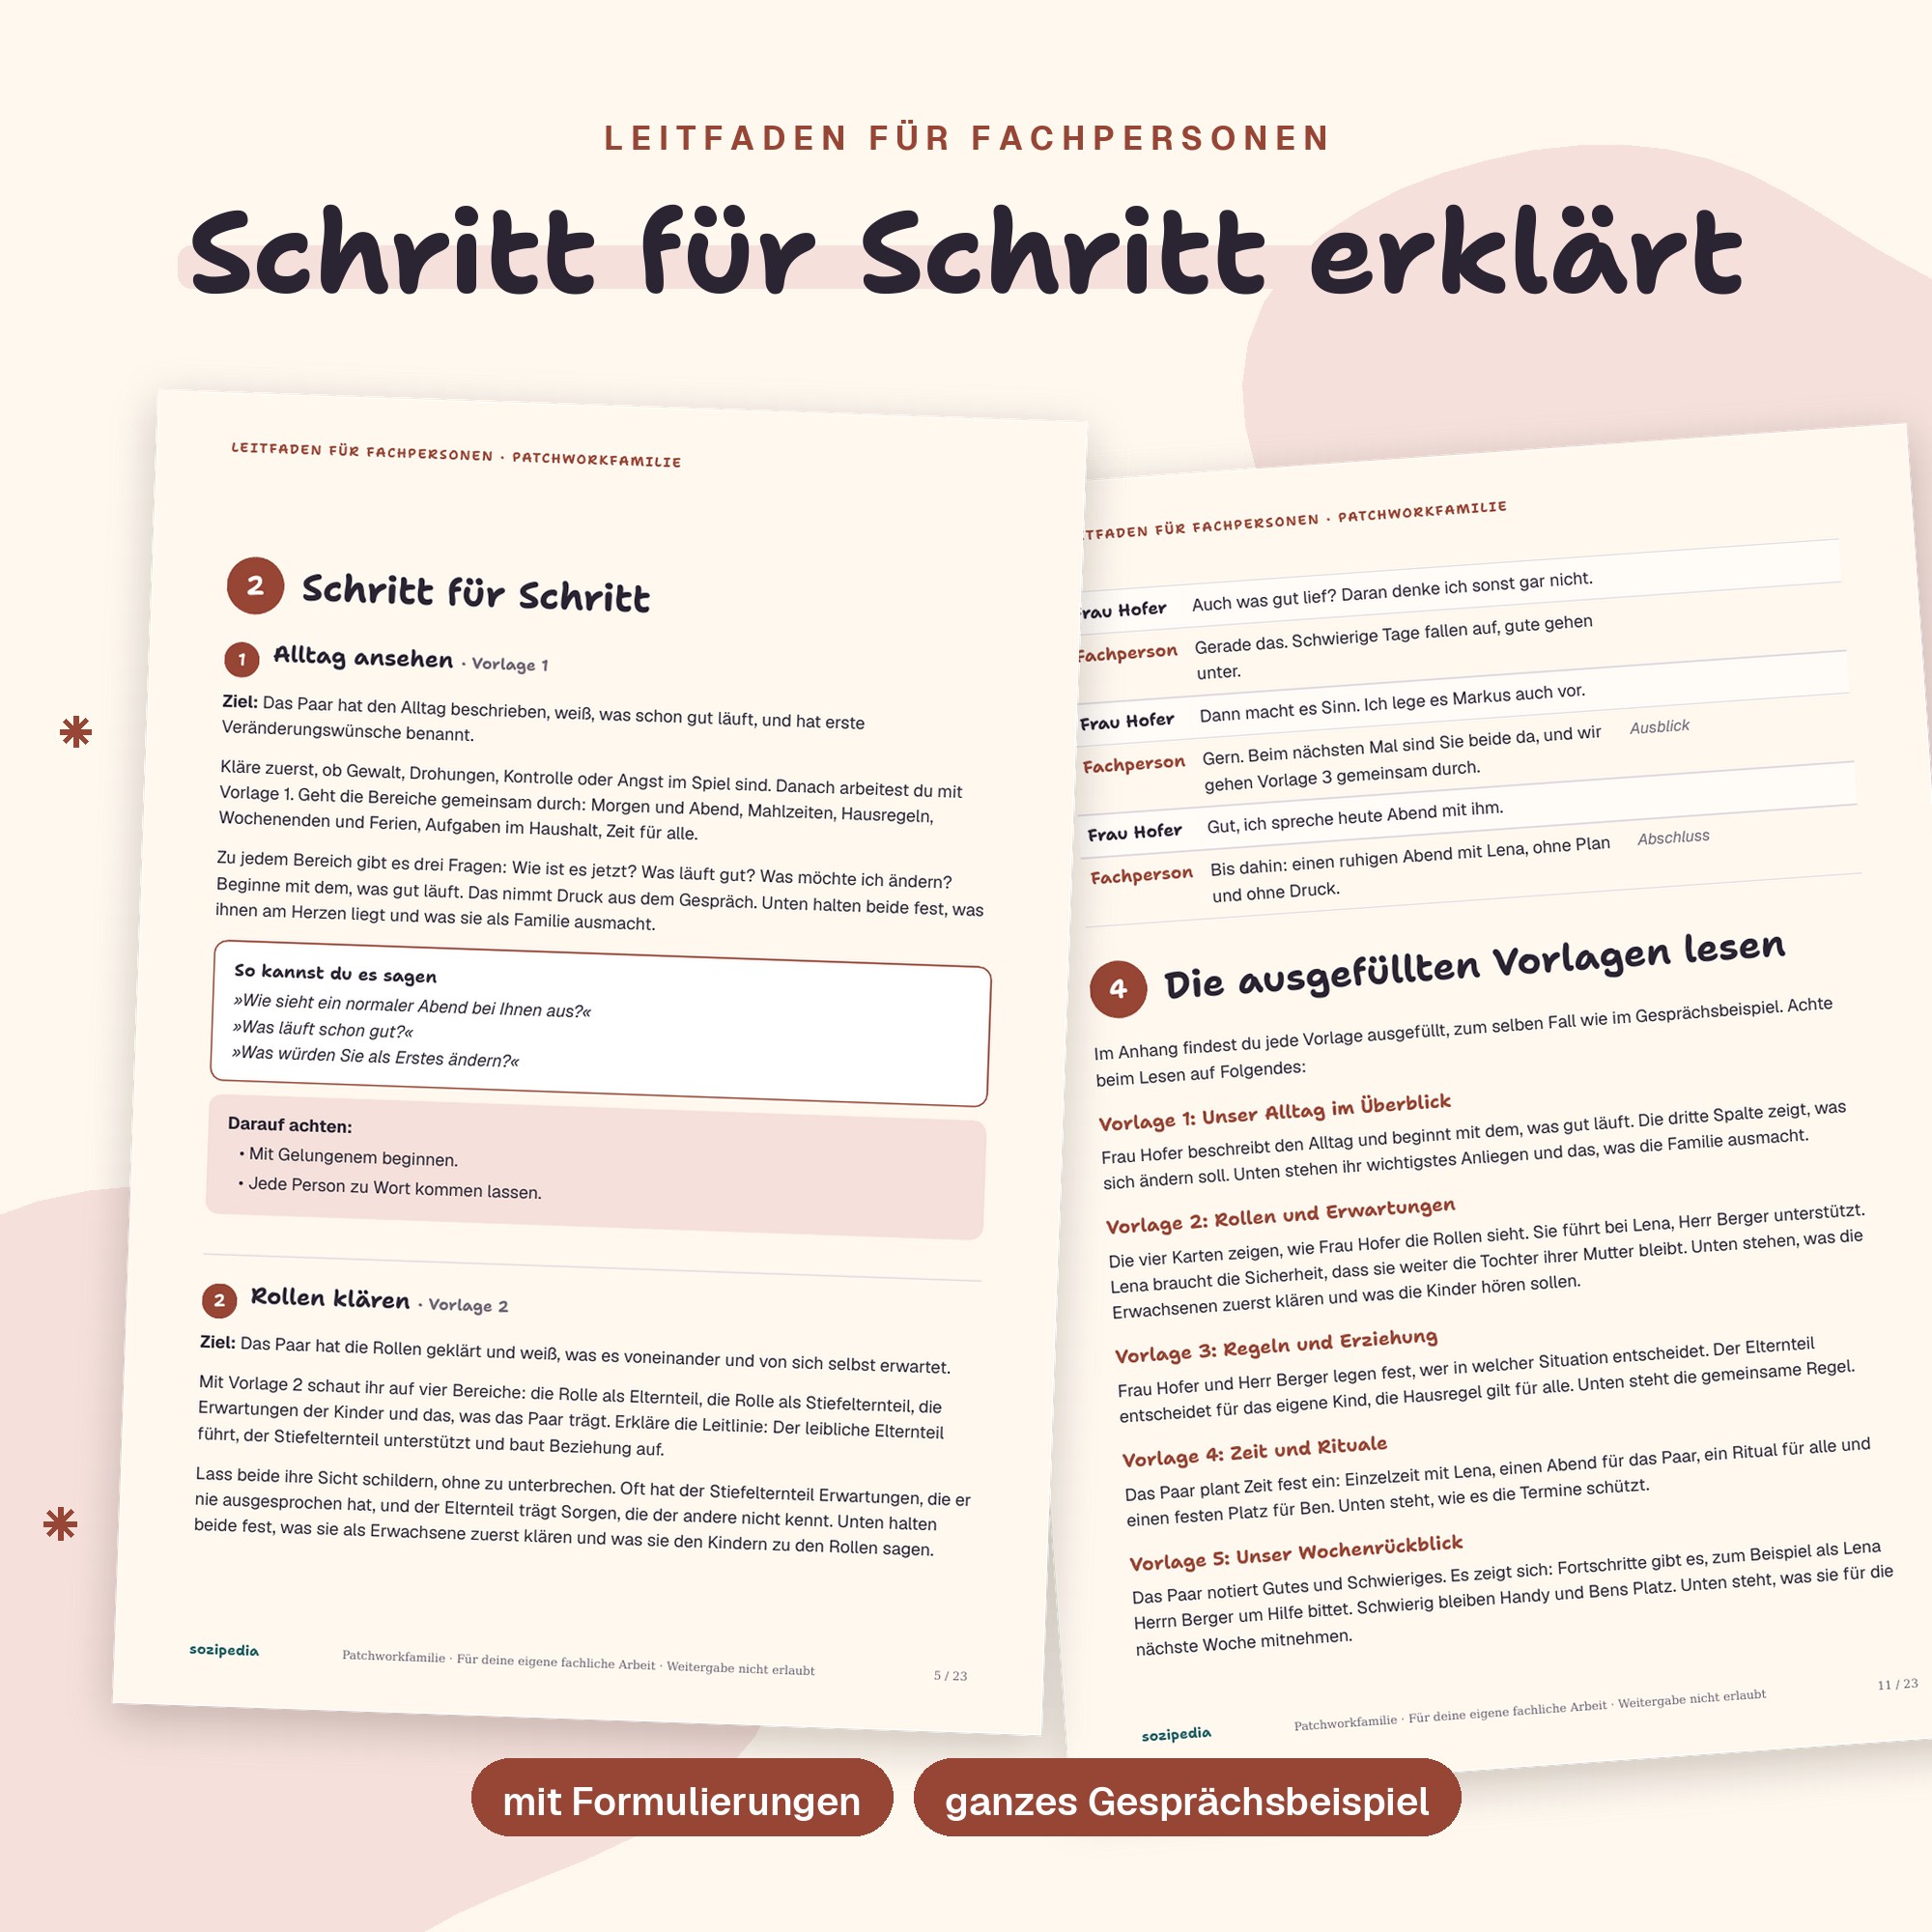 LEITFADEN FÜR FACHPERSONEN
Schritt für Schritt erklärt
LEITFADEN FÜR FACHPERSONEN · PATCHWORKFAMILIE
2 Schritt für Schritt
1 Alltag ansehen · Vorlage 1
Ziel: Das Paar hat den Alltag beschrieben, weiß, was schon gut läuft, und hat erste
Veränderungswünsche benannt.
Kläre zuerst, ob Gewalt, Drohungen, Kontrolle oder Angst im Spiel sind. Danach arbeitest du mit
Vorlage 1. Geht die Bereiche gemeinsam durch: Morgen und Abend, Mahlzeiten, Hausregeln,
Wochenenden und Ferien, Aufgaben im Haushalt, Zeit für alle.
Zu jedem Bereich gibt es drei Fragen: Wie ist es jetzt? Was läuft gut? Was möchte ich ändern?
Beginne mit dem, was gut läuft. Das nimmt Druck aus dem Gespräch. Unten halten beide fest, was
ihnen am Herzen liegt und was sie als Familie ausmacht.
So kannst du es sagen
»Wie sieht ein normaler Abend bei Ihnen aus?«
»Was läuft schon gut?«
»Was würden Sie als Erstes ändern?«
Darauf achten:
• Mit Gelungenem beginnen.
• Jede Person zu Wort kommen lassen.
2 Rollen klären · Vorlage 2
Ziel: Das Paar hat die Rollen geklärt und weiß, was es voneinander und von sich selbst erwartet.
Mit Vorlage 2 schaut ihr auf vier Bereiche: die Rolle als Elternteil, die Rolle als Stiefelternteil, die
Erwartungen der Kinder und das, was das Paar trägt. Erkläre die Leitlinie: Der leibliche Elternteil
führt, der Stiefelternteil unterstützt und baut Beziehung auf.
Lass beide ihre Sicht schildern, ohne zu unterbrechen. Oft hat der Stiefelternteil Erwartungen, die er
nie ausgesprochen hat, und der Elternteil trägt Sorgen, die der andere nicht kennt. Unten halten
beide fest, was sie als Erwachsene zuerst klären und was sie den Kindern zu den Rollen sagen.
sozipedia Patchworkfamilie · Für deine eigene fachliche Arbeit · Weitergabe nicht erlaubt 5 / 23
TFADEN FÜR FACHPERSONEN · PATCHWORKFAMILIE
Frau Hofer Auch was gut lief? Daran denke ich sonst gar nicht.
Fachperson Gerade das. Schwierige Tage fallen auf, gute gehen
unter.
Frau Hofer Dann macht es Sinn. Ich lege es Markus auch vor.
Fachperson Gern. Beim nächsten Mal sind Sie beide da, und wir Ausblick
gehen Vorlage 3 gemeinsam durch.
Frau Hofer Gut, ich spreche heute Abend mit ihm.
Fachperson Bis dahin: einen ruhigen Abend mit Lena, ohne Plan Abschluss
und ohne Druck.
4 Die ausgefüllten Vorlagen lesen
Im Anhang findest du jede Vorlage ausgefüllt, zum selben Fall wie im Gesprächsbeispiel. Achte
beim Lesen auf Folgendes:
Vorlage 1: Unser Alltag im Überblick
Frau Hofer beschreibt den Alltag und beginnt mit dem, was gut läuft. Die dritte Spalte zeigt, was
sich ändern soll. Unten stehen ihr wichtigstes Anliegen und das, was die Familie ausmacht.
Vorlage 2: Rollen und Erwartungen
Die vier Karten zeigen, wie Frau Hofer die Rollen sieht. Sie führt bei Lena, Herr Berger unterstützt.
Lena braucht die Sicherheit, dass sie weiter die Tochter ihrer Mutter bleibt. Unten stehen, was die
Erwachsenen zuerst klären und was die Kinder hören sollen.
Vorlage 3: Regeln und Erziehung
Frau Hofer und Herr Berger legen fest, wer in welcher Situation entscheidet. Der Elternteil
entscheidet für das eigene Kind, die Hausregel gilt für alle. Unten steht die gemeinsame Regel.
Vorlage 4: Zeit und Rituale
Das Paar plant Zeit fest ein: Einzelzeit mit Lena, einen Abend für das Paar, ein Ritual für alle und
einen festen Platz für Ben. Unten steht, wie es die Termine schützt.
Vorlage 5: Unser Wochenrückblick
Das Paar notiert Gutes und Schwieriges. Es zeigt sich: Fortschritte gibt es, zum Beispiel als Lena
Herrn Berger um Hilfe bittet. Schwierig bleiben Handy und Bens Platz. Unten steht, was sie für die
nächste Woche mitnehmen.
sozipedia Patchworkfamilie · Für deine eigene fachliche Arbeit · Weitergabe nicht erlaubt 11 / 23
mit Formulierungen
ganzes Gesprächsbeispiel